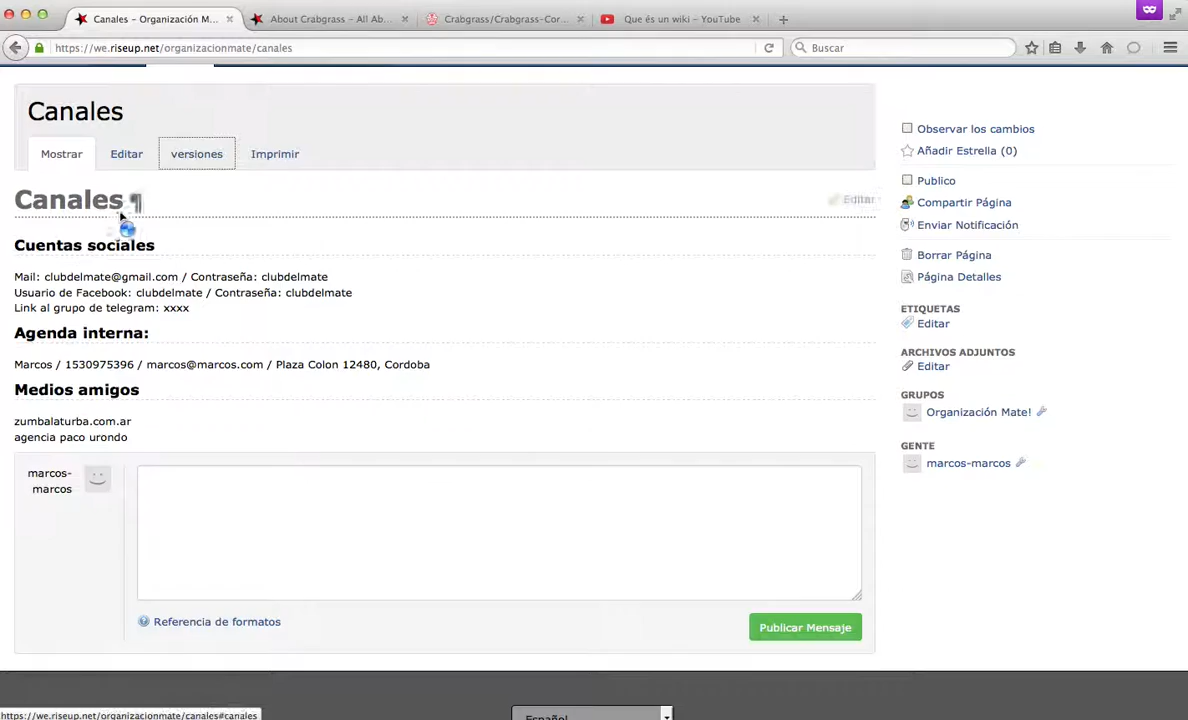 Canales – Organización M...
About Crabgrass – All Ab...
Crabgrass/Crabgrass-Cor...
Que és un wiki – YouTube
https://we.riseup.net/organizacionmate/canales
Buscar
Canales
Mostrar
Editar
versiones
Imprimir
Canales ¶
Editar
Cuentas sociales
Mail: clubdelmate@gmail.com / Contraseña: clubdelmate
Usuario de Facebook: clubdelmate / Contraseña: clubdelmate
Link al grupo de telegram: xxxx
Agenda interna:
Marcos / 1530975396 / marcos@marcos.com / Plaza Colon 12480, Cordoba
Medios amigos
zumbalaturba.com.ar
agencia paco urondo
marcos-
marcos
Referencia de formatos
Publicar Mensaje
Observar los cambios
Añadir Estrella (0)
Publico
Compartir Página
Enviar Notificación
Borrar Página
Página Detalles
ETIQUETAS
Editar
ARCHIVOS ADJUNTOS
Editar
GRUPOS
Organización Mate!
GENTE
marcos-marcos
https://we.riseup.net/organizacionmate/canales#canales
Español